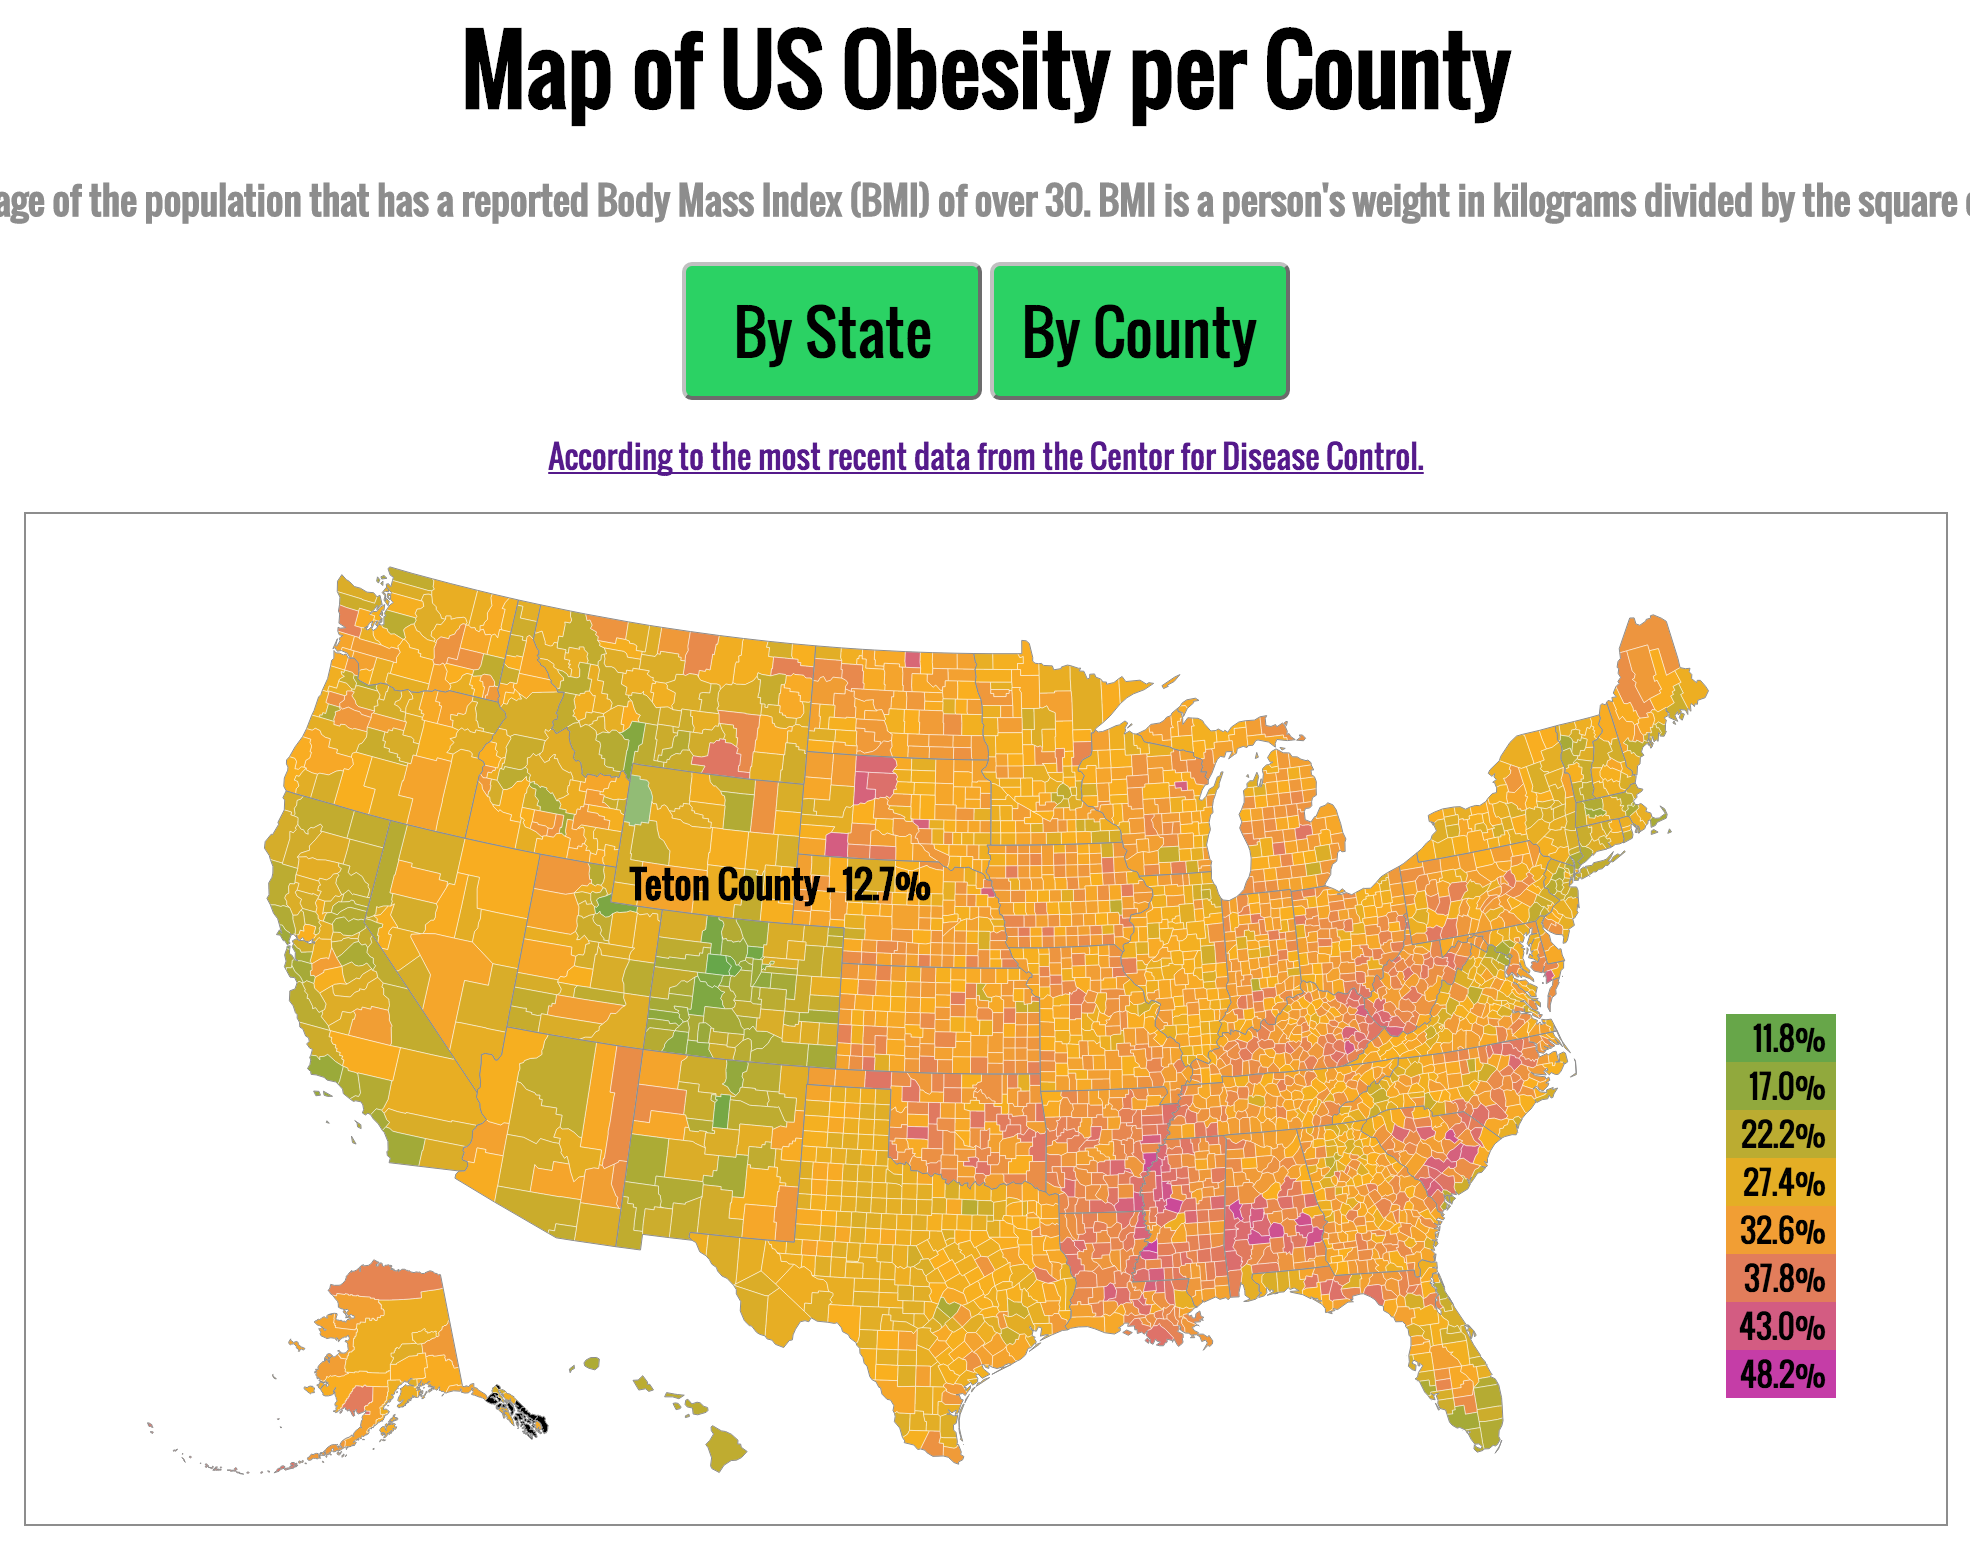 Map of US Obesity per County
age of the population that has a reported Body Mass Index (BMI) of over 30. BMI is a person's weight in kilograms divided by the square
By State
By County
According to the most recent data from the Center for Disease Control.
Teton County - 12.7%
11.8%
17.0%
22.2%
27.4%
32.6%
37.8%
43.0%
48.2%